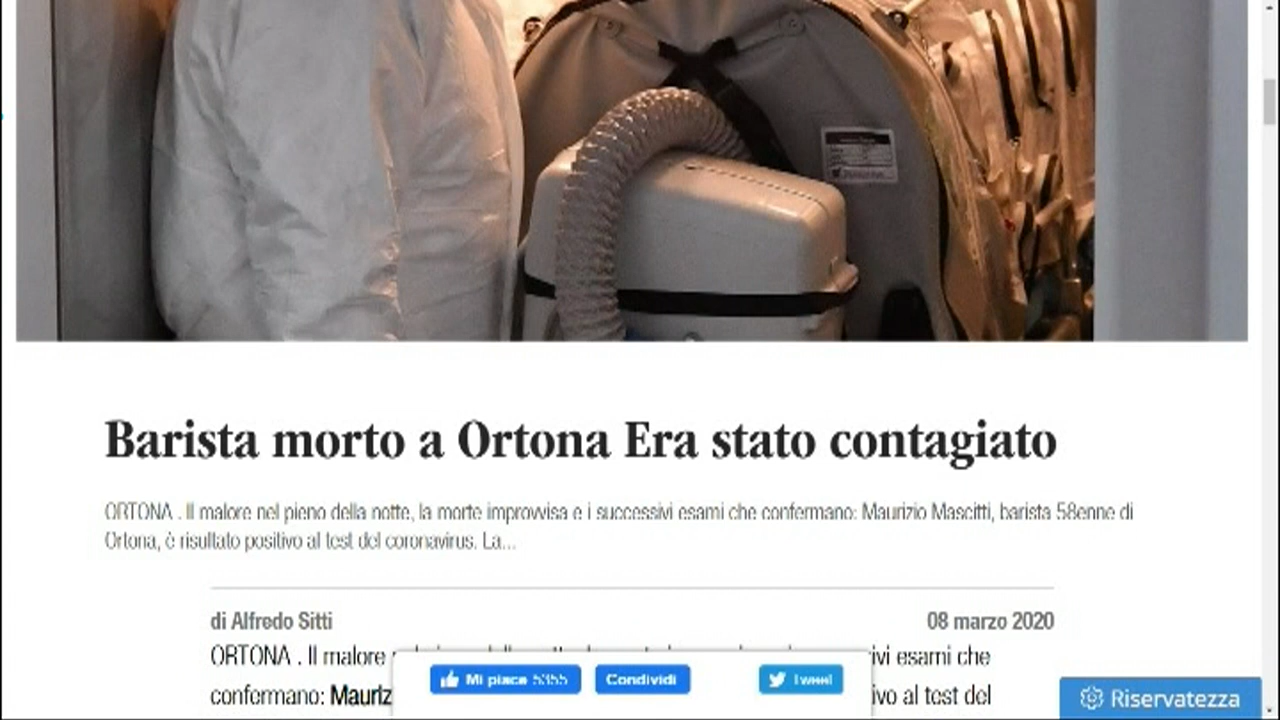 Barista morto a Ortona Era stato contagiato
ORTONA . Il malore nel pieno della notte, la morte improvvisa e i successivi esami che confermano: Maurizio Mascitti, barista 58enne di
Ortona, è risultato positivo al test del coronavirus. La...
di Alfredo Sitti 08 marzo 2020
ORTONA . Il malore ivi esami che
confermano: Mauriz ivo al test del
Mi piace 5355 Condividi Tweet
Riservatezza